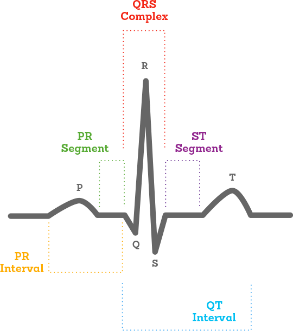 QRS
Complex
R
PR
Segment
ST
Segment
P
T
Q
S
PR
Interval
QT
Interval